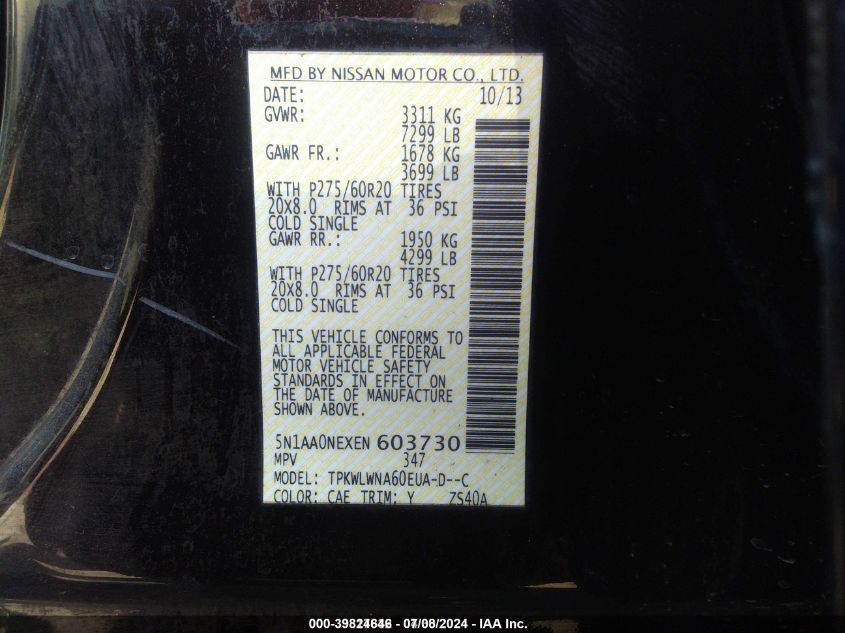 MFD BY NISSAN MOTOR CO., LTD.
DATE: 10/13
GVWR: 3311 KG
7299 LB
GAWR FR.: 1678 KG
3699 LB
WITH P275/60R20 TIRES
20X8.0 RIMS AT 36 PSI
COLD SINGLE
GAWR RR.: 1950 KG
4299 LB
WITH P275/60R20 TIRES
20X8.0 RIMS AT 36 PSI
COLD SINGLE
THIS VEHICLE CONFORMS TO
ALL APPLICABLE FEDERAL
MOTOR VEHICLE SAFETY
STANDARDS IN EFFECT ON
THE DATE OF MANUFACTURE
SHOWN ABOVE.
5N1AA0NEXEN 603730
MPV 347
MODEL: TPKWLWNA60EUA-D--C
COLOR: CAE TRIM: Y ZS40A
- IAA Inc.